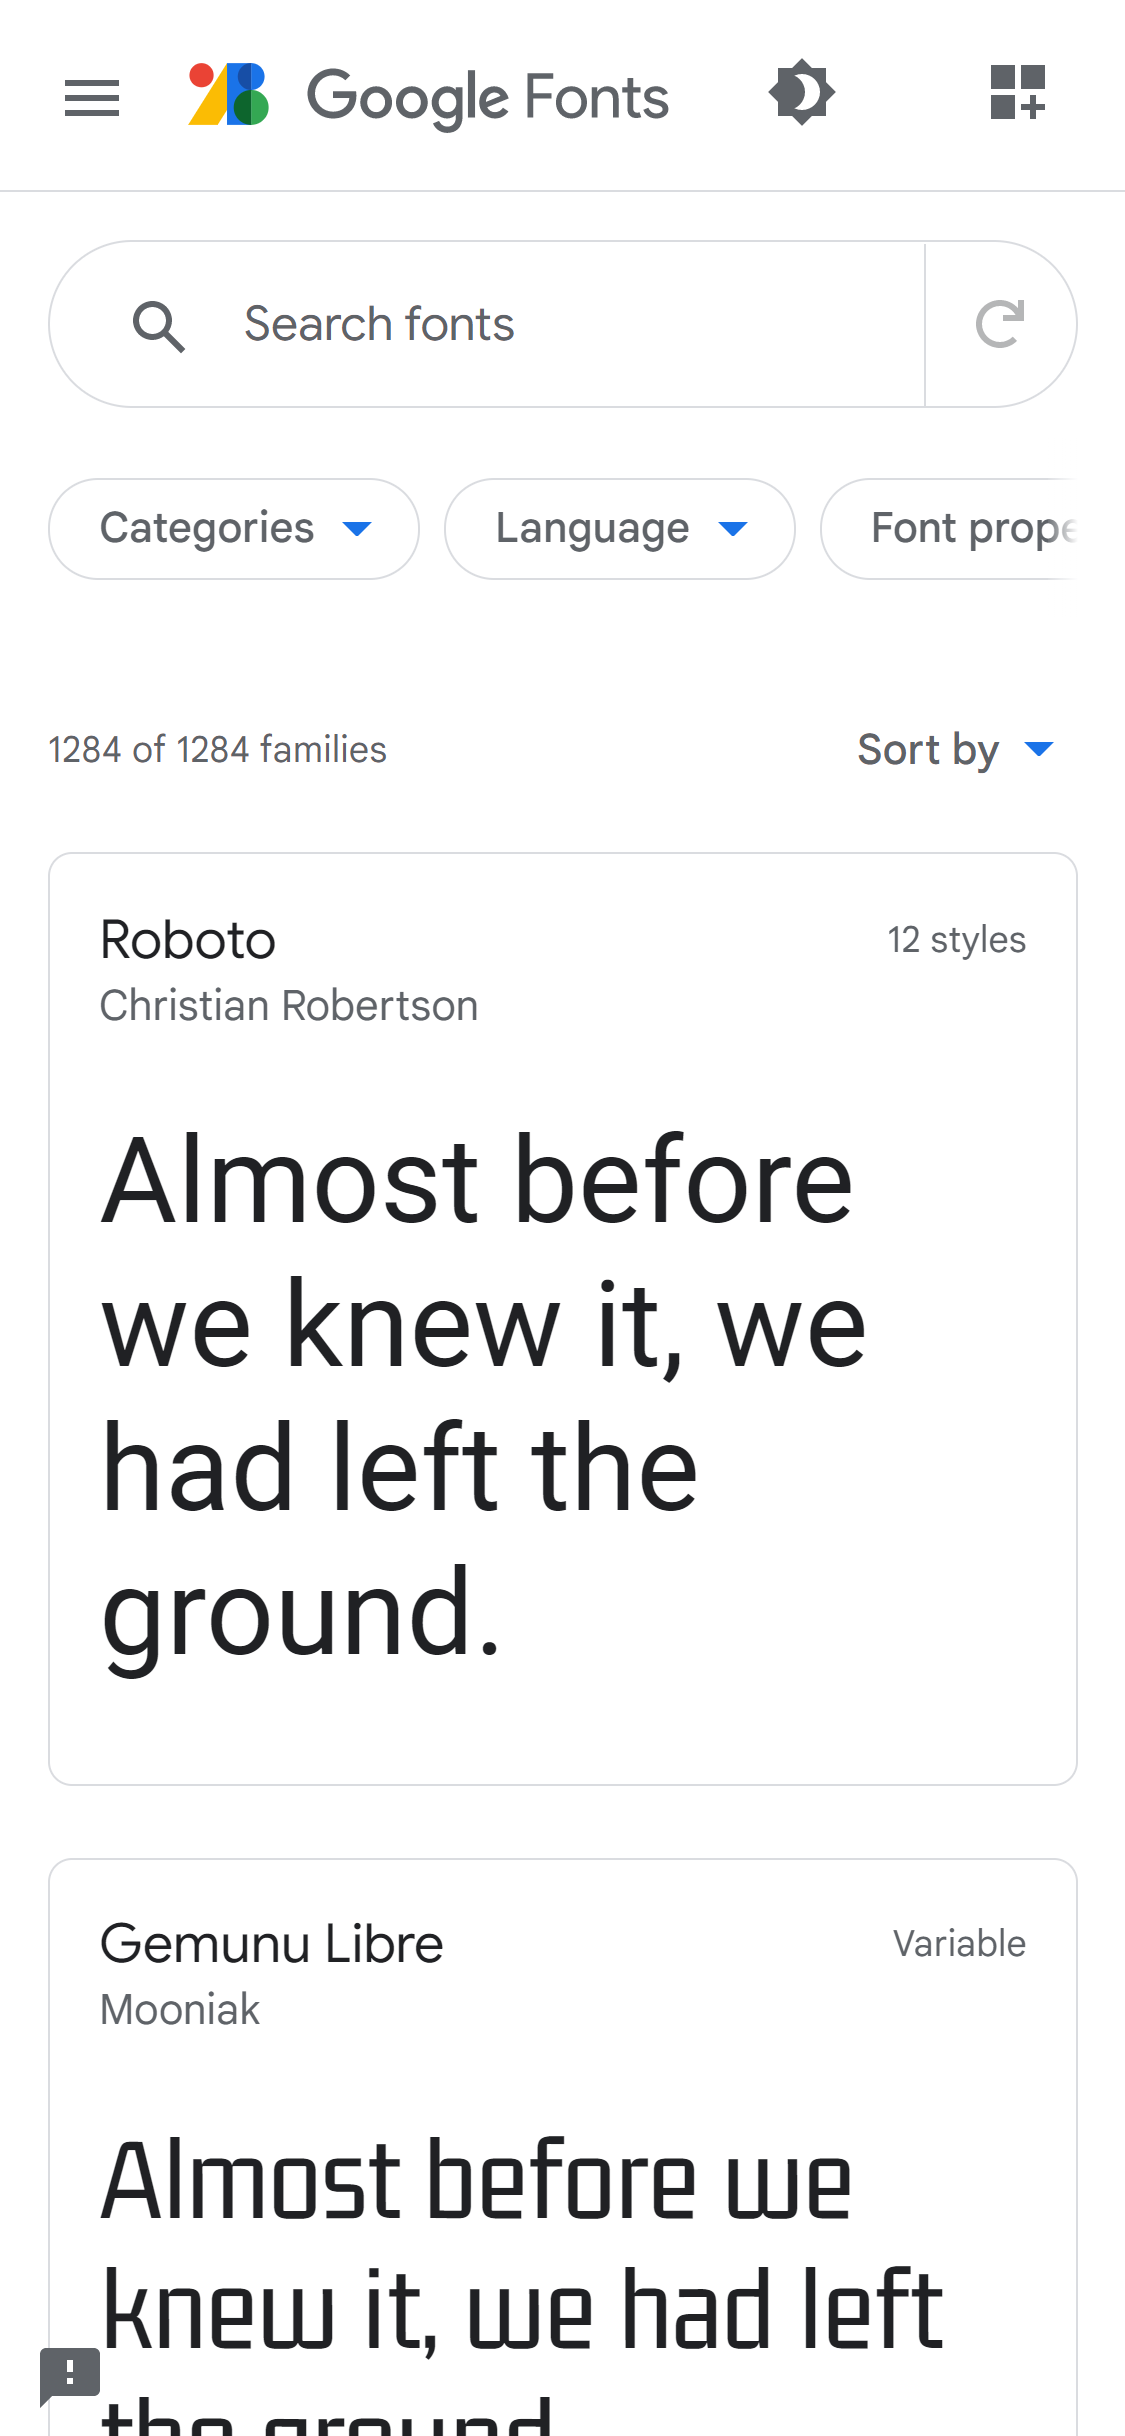 Google Fonts
Search fonts
Categories
Language
Font prope
1284 of 1284 families
Sort by
Roboto
12 styles
Christian Robertson
Almost before
we knew it, we
had left the
ground.
Gemunu Libre
Variable
Mooniak
Almost before we
knew it, we had left
the ground